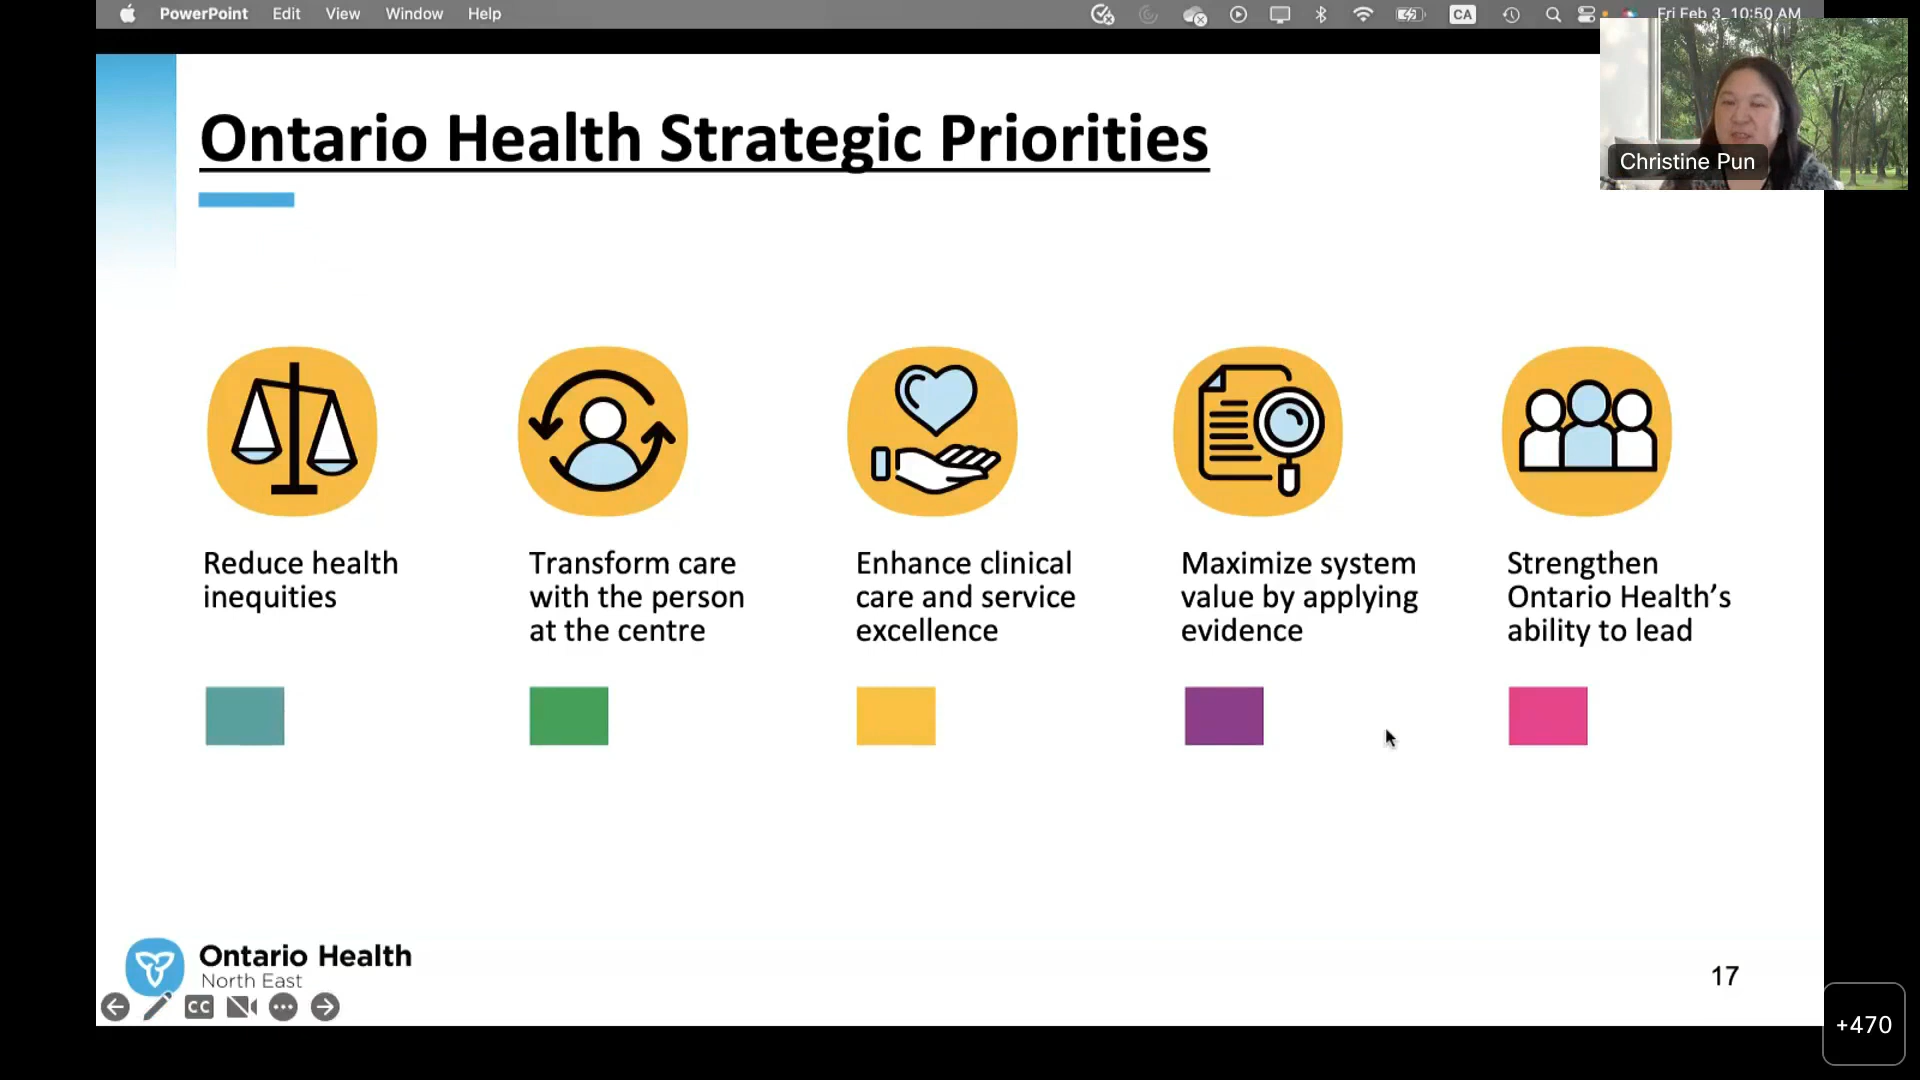 PowerPoint Edit View Window Help
CA
Fri Feb 3 10:50 AM
Christine Pun
Ontario Health Strategic Priorities
Reduce health
inequities
Transform care
with the person
at the centre
Enhance clinical
care and service
excellence
Maximize system
value by applying
evidence
Strengthen
Ontario Health’s
ability to lead
Ontario Health
North East
CC
17
+470